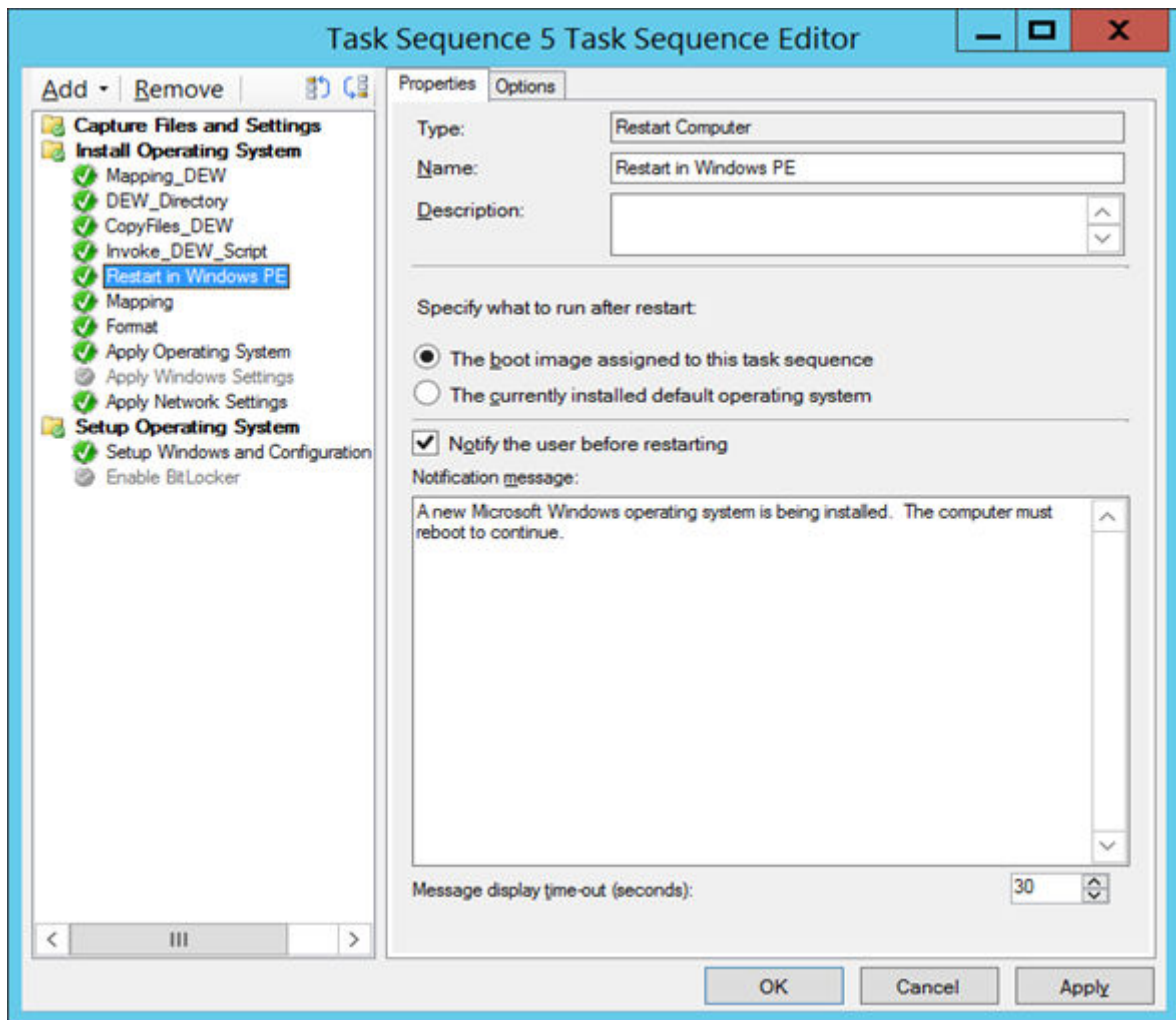 Task Sequence 5 Task Sequence Editor
Add
Remove
Capture Files and Settings
Install Operating System
Mapping_DEW
DEW_Directory
CopyFiles_DEW
Invoke_DEW_Script
Restart in Windows PE
Mapping
Format
Apply Operating System
Apply Windows Settings
Apply Network Settings
Setup Operating System
Setup Windows and Configuration
Enable BitLocker
Properties
Options
Type:
Restart Computer
Name:
Restart in Windows PE
Description:
Specify what to run after restart:
The boot image assigned to this task sequence
The currently installed default operating system
Notify the user before restarting
Notification message:
A new Microsoft Windows operating system is being installed.  The computer must
reboot to continue.
Message display time-out (seconds):
30
OK
Cancel
Apply